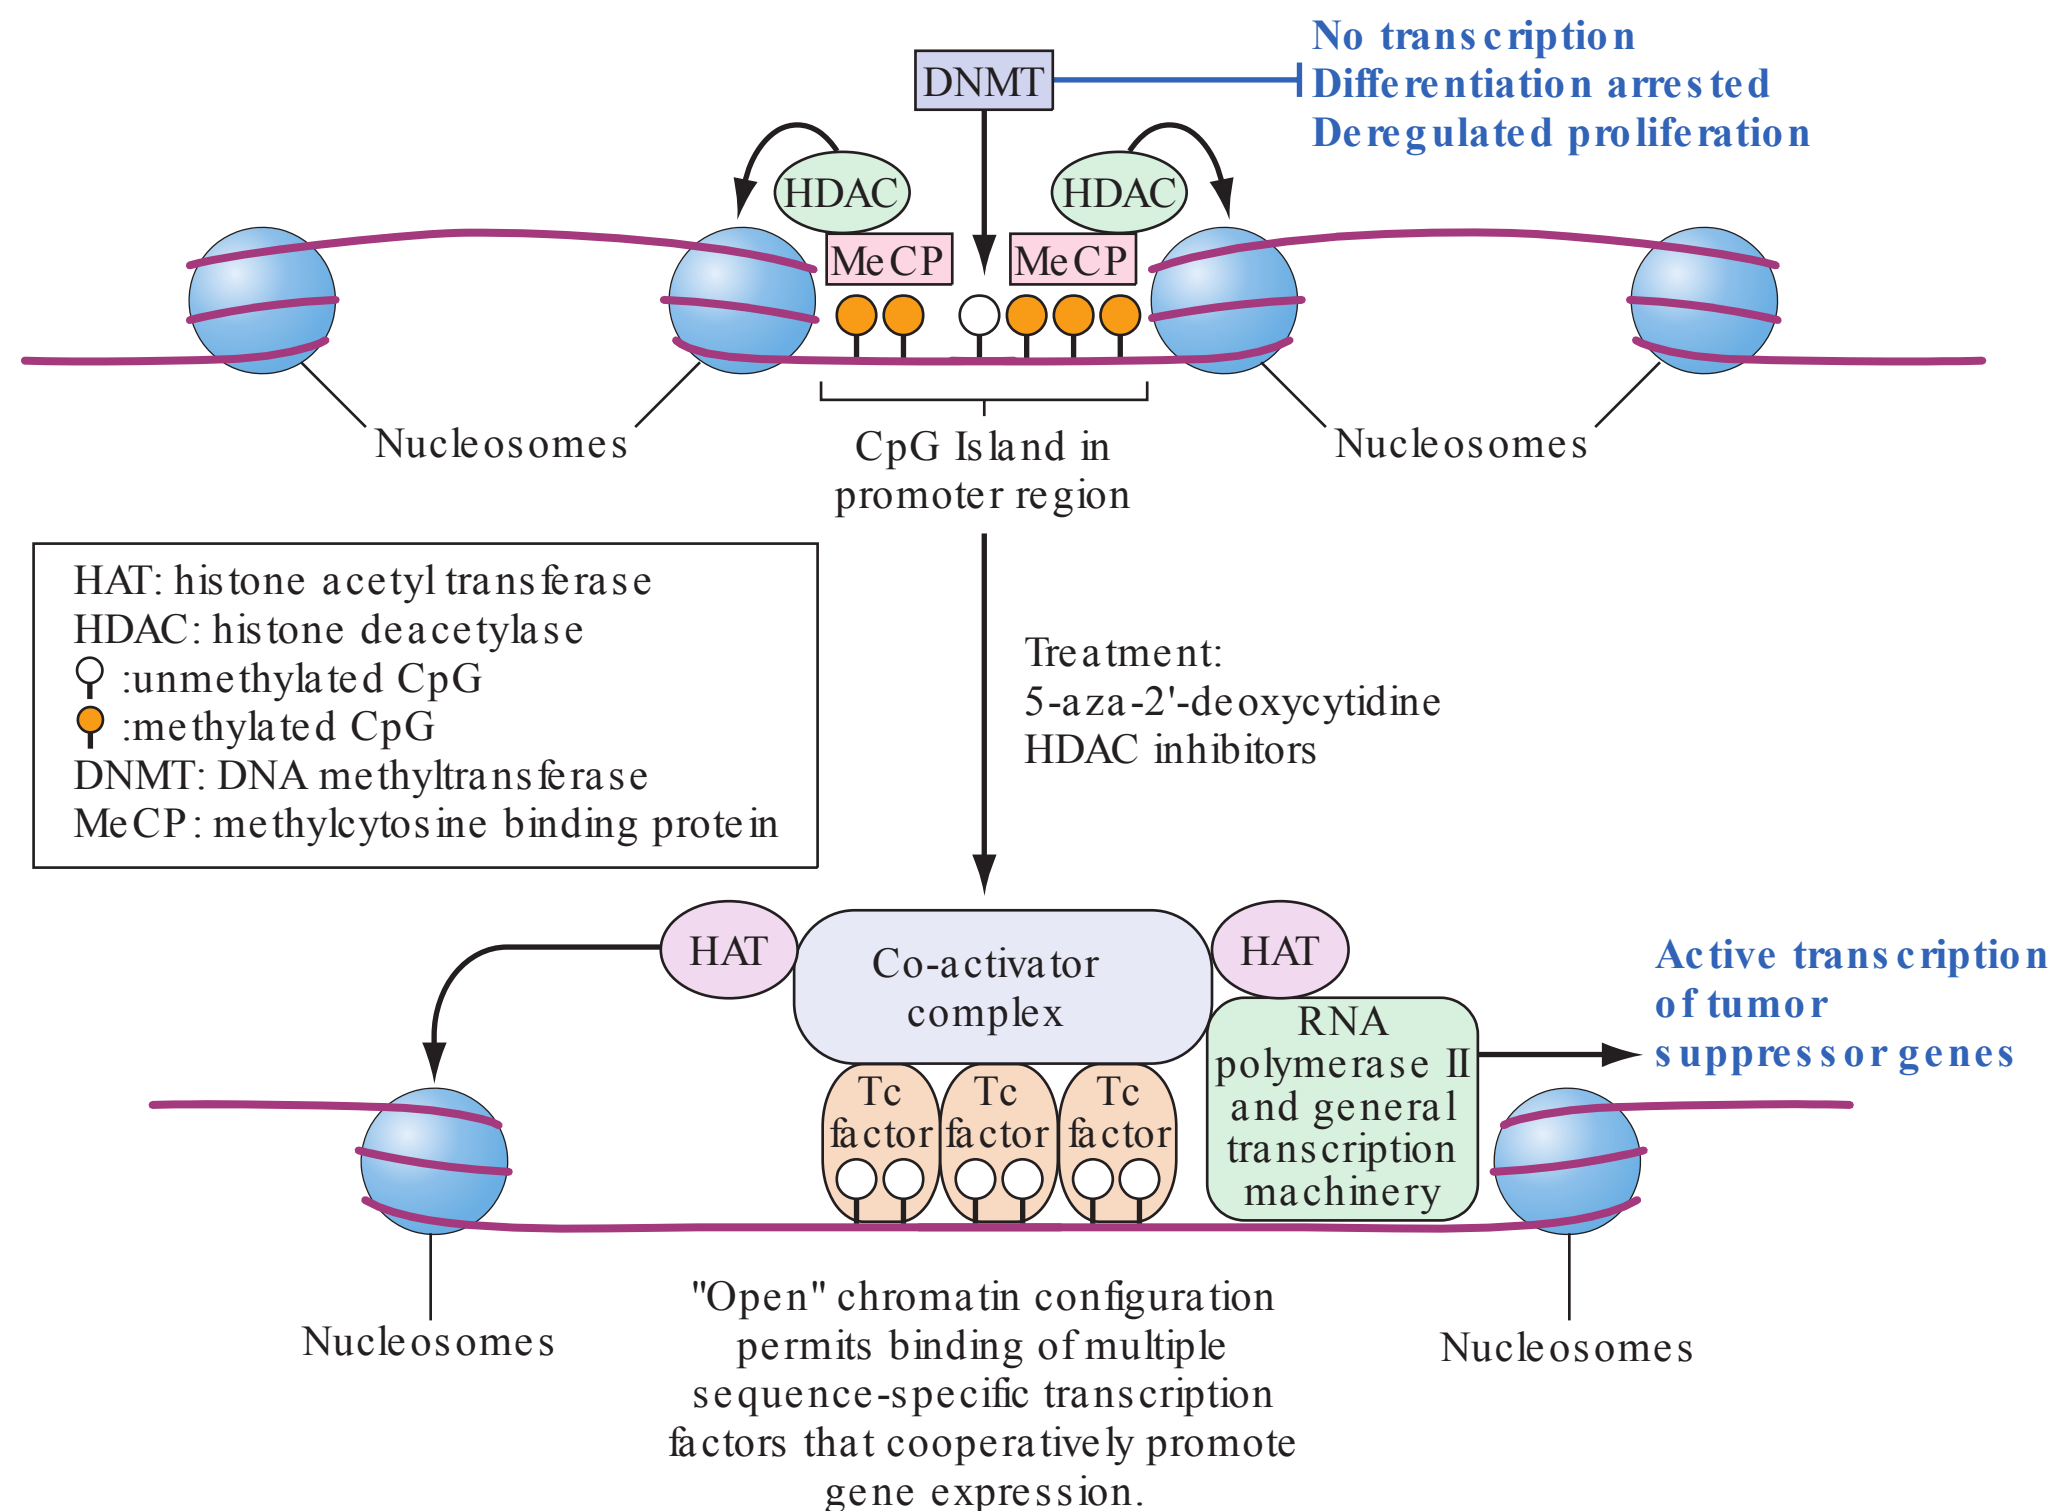 No transcription
Differentiation arrested
Deregulated proliferation
DNMT
HDAC
HDAC
MeCP
MeCP
Nucleosomes
CpG Island in
promoter region
Nucleosomes
HAT: histone acetyl transferase
HDAC: histone deacetylase
:unmethylated CpG
:methylated CpG
DNMT: DNA methyltransferase
MeCP: methylcytosine binding protein
Treatment:
5-aza-2'-deoxycytidine
HDAC inhibitors
HAT
Co-activator
complex
HAT
RNA
polymerase II
and general
transcription
machinery
Active transcription
of tumor
suppressor genes
Tc
factor
Tc
factor
Tc
factor
Nucleosomes
"Open" chromatin configuration
permits binding of multiple
sequence-specific transcription
factors that cooperatively promote
gene expression.
Nucleosomes